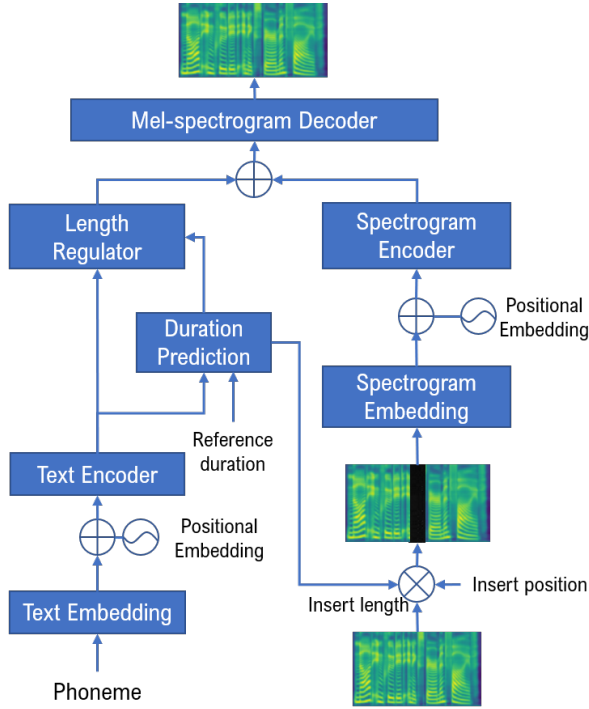 Mel-spectrogram Decoder
Length
Regulator
Spectrogram
Encoder
Positional
Embedding
Duration
Prediction
Spectrogram
Embedding
Reference
duration
Text Encoder
Positional
Embedding
Insert position
Insert length
Text Embedding
Phoneme